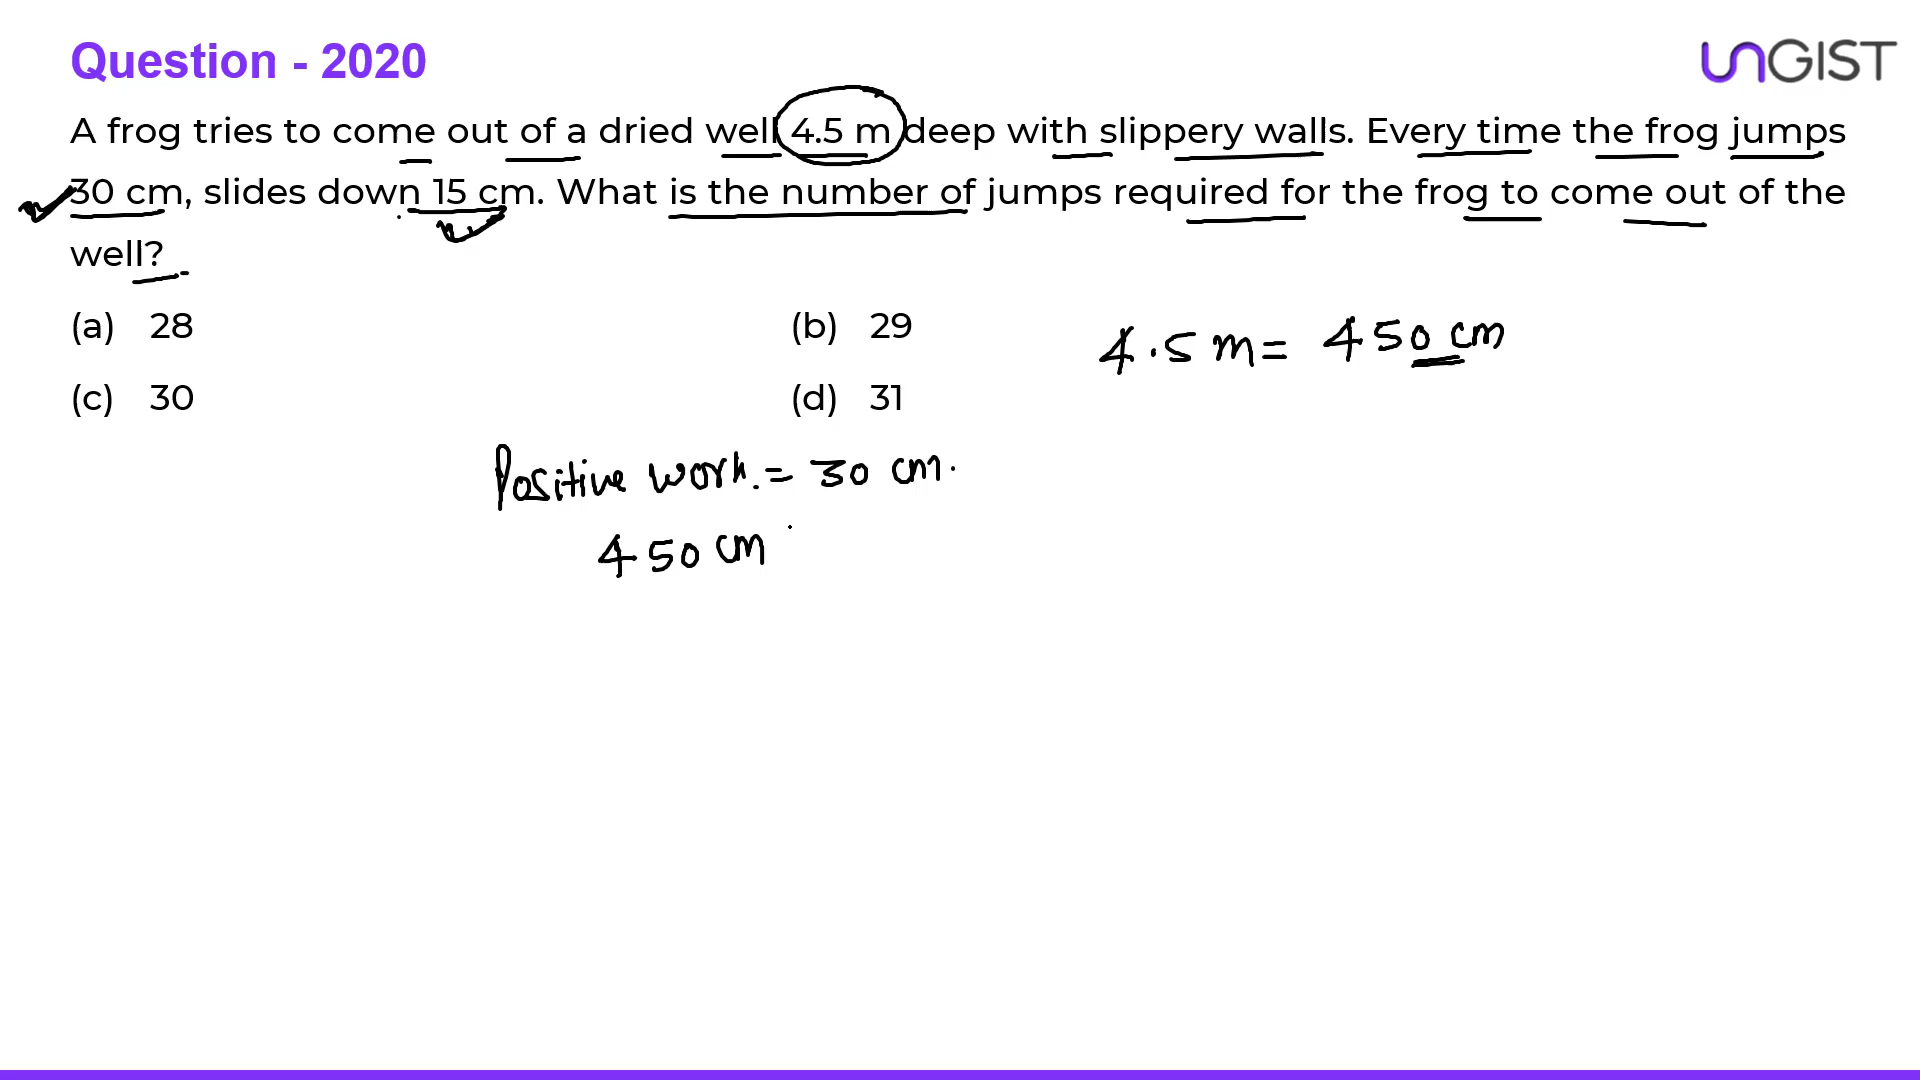 Question - 2020
UNGIST
A frog tries to come out of a dried well 4.5 m deep with slippery walls. Every time the frog jumps
30 cm, slides down 15 cm. What is the number of jumps required for the frog to come out of the
well?
(a) 28 (b) 29
4.5 m = 450 cm
(c) 30 (d) 31
Positive work. = 30 cm.
450 cm